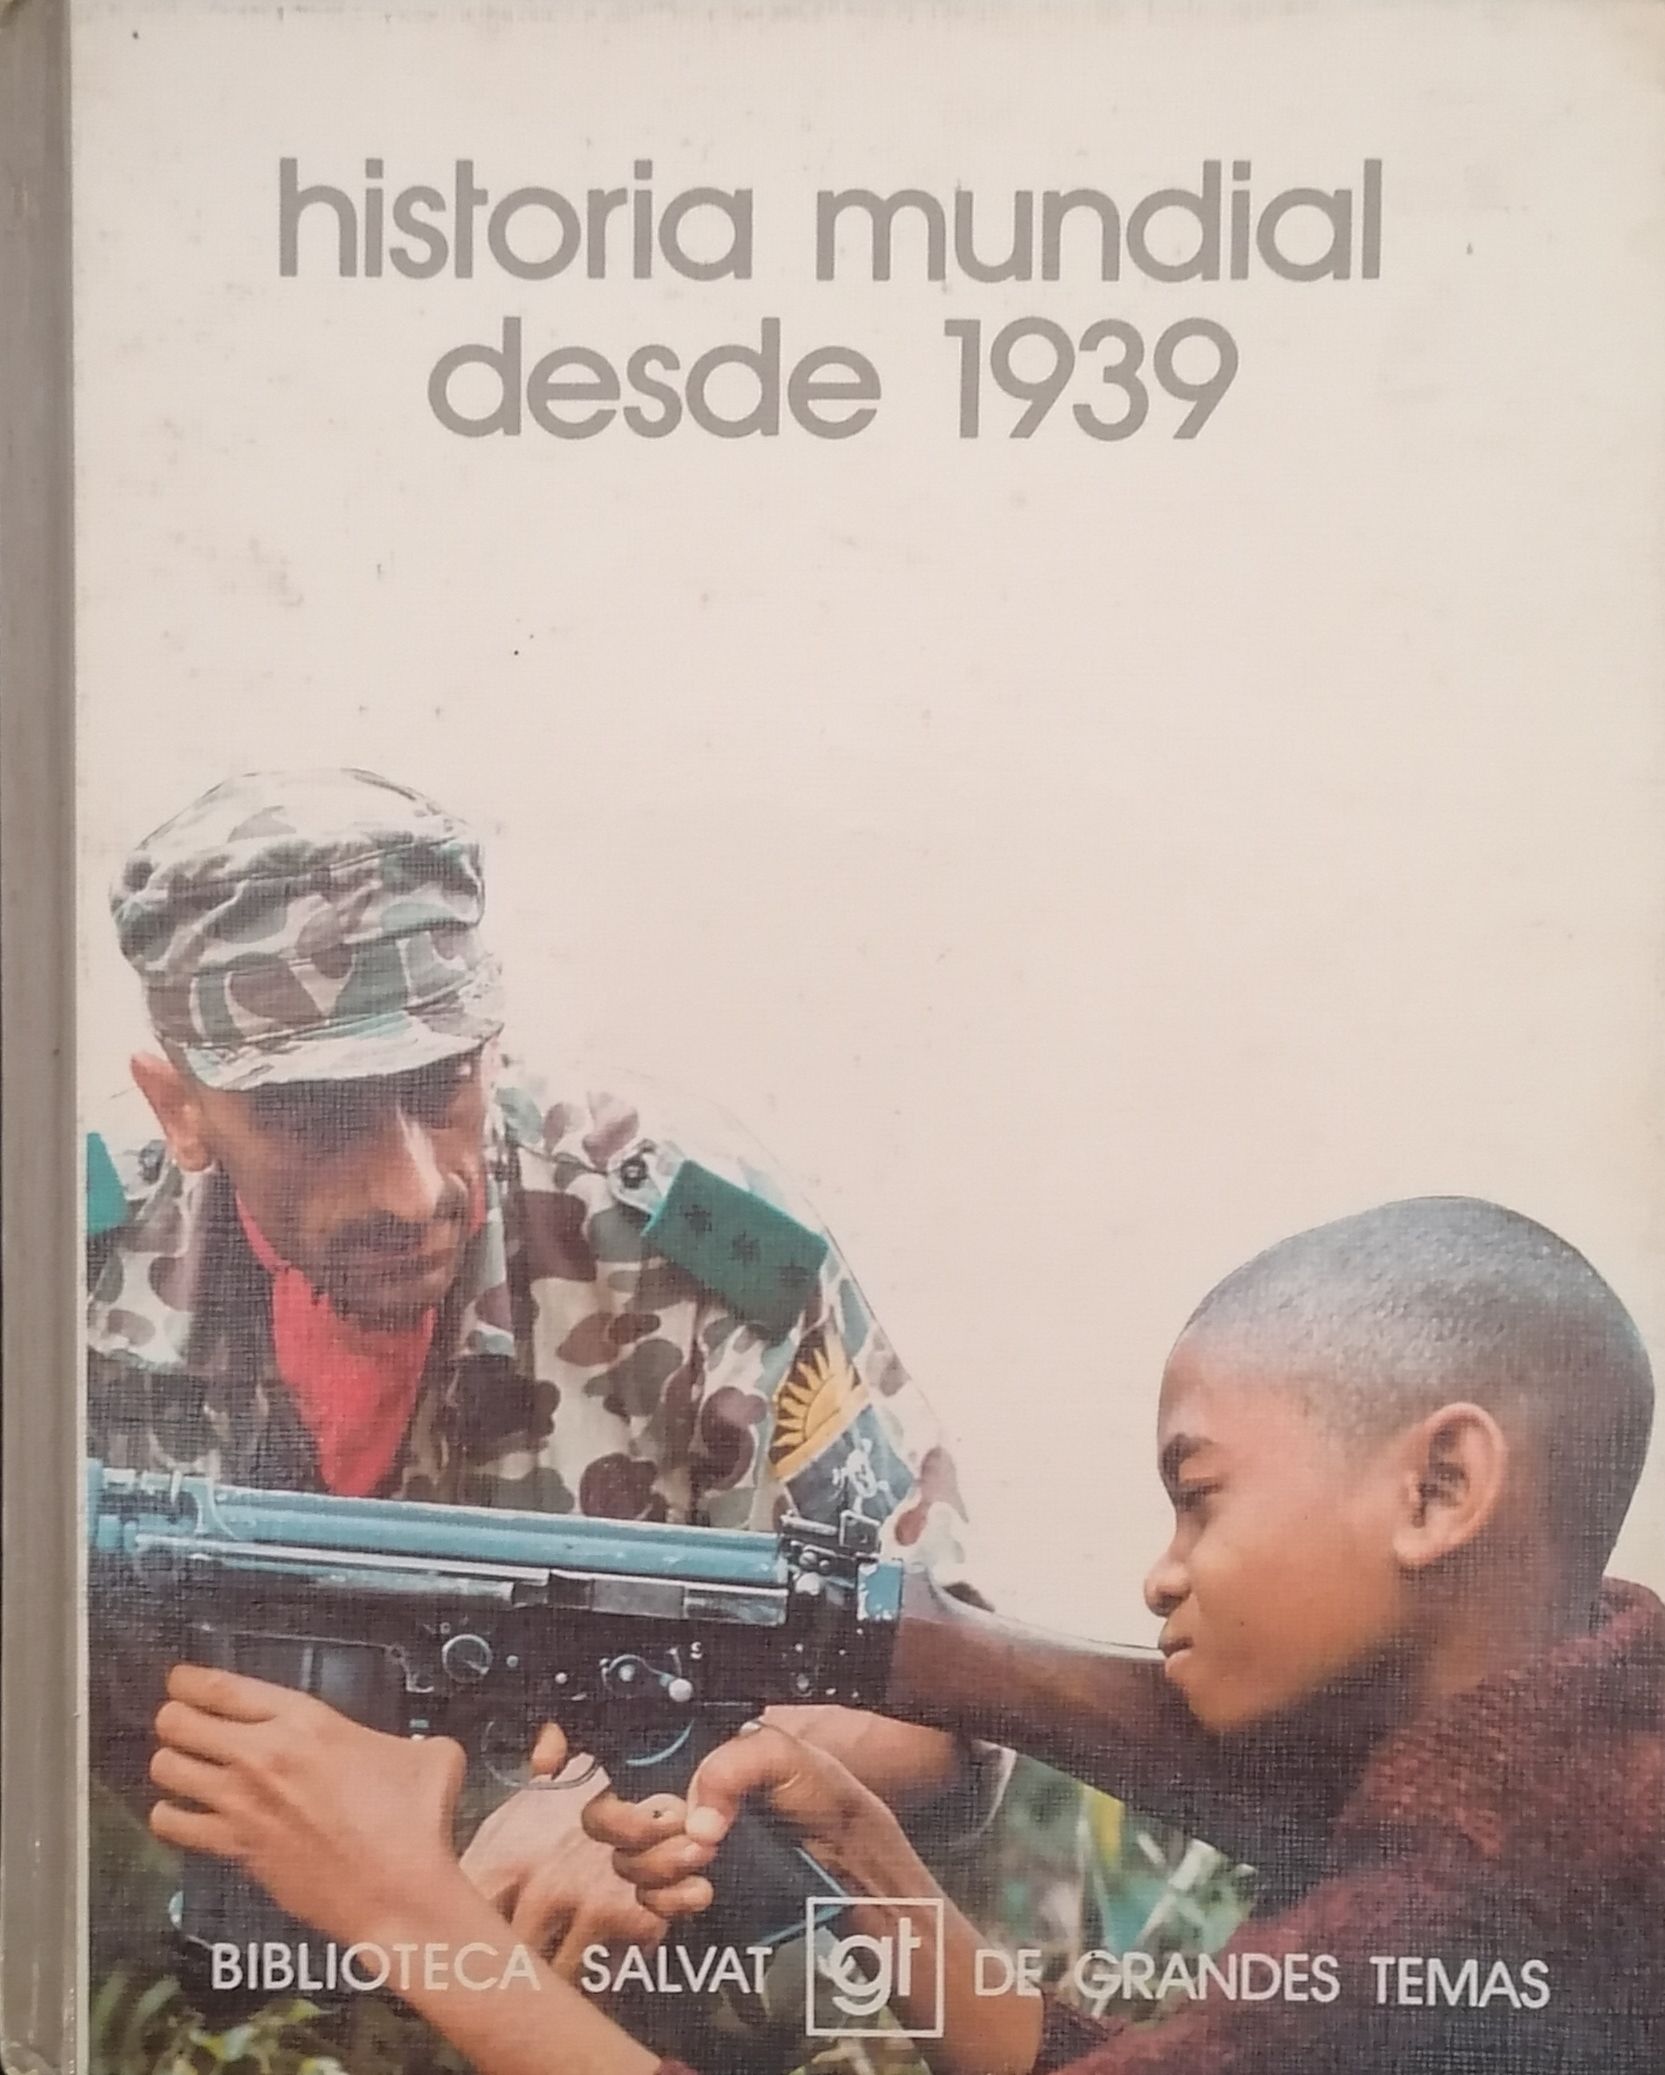 historia mundial
desde 1939
S
BIBLIOTECA SALVAT gt DE GRANDES TEMAS